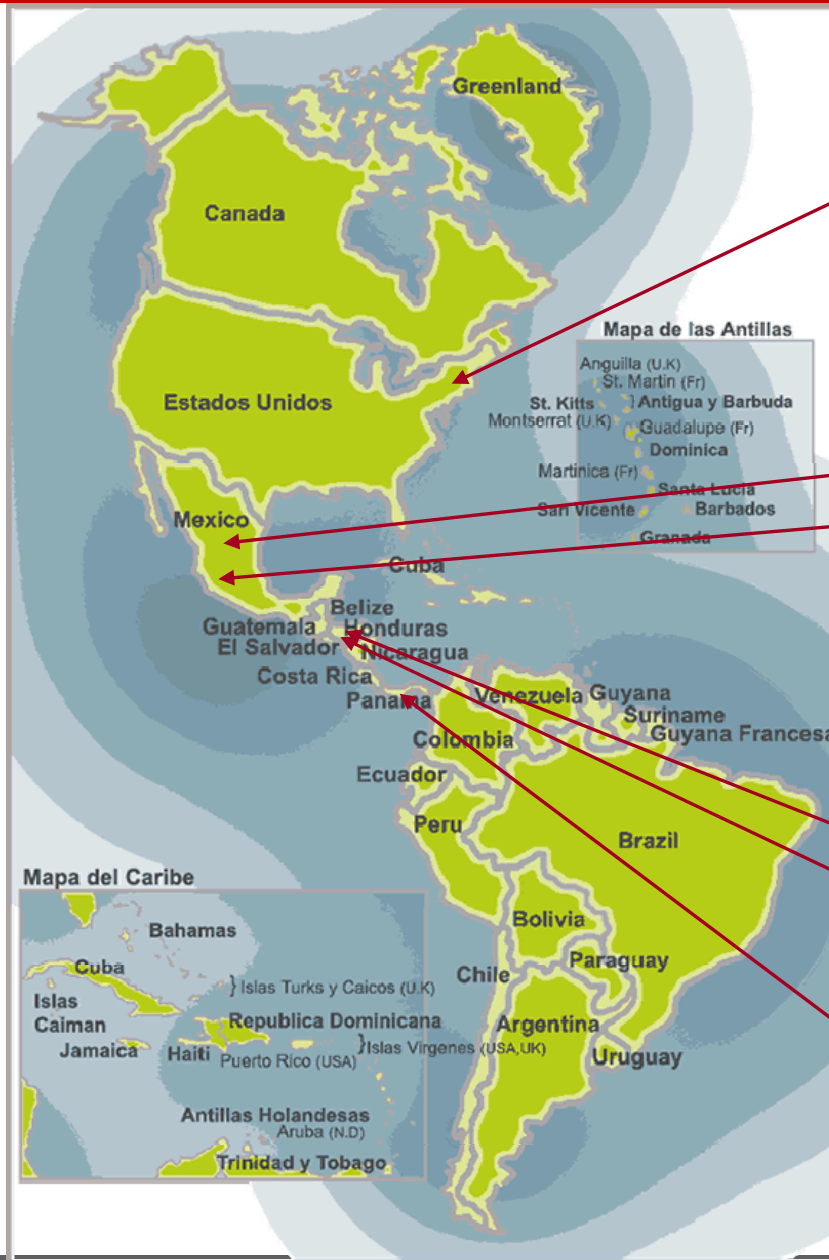 Greenland
Canada
Mapa de las Antillas
Anguilla (U.K)
St. Martin (Fr)
St. Kitts
} Antigua y Barbuda
Montserrat (U.K)
Guadalupe (Fr)
Dominica
Martinica (Fr)
Santa Lucia
San Vicente
Barbados
Granada
Estados Unidos
Mexico
Cuba
Belize
Guatemala
Honduras
El Salvador
Nicaragua
Costa Rica
Panama
Venezuela
Guyana
Suriname
Guyana Francesa
Colombia
Ecuador
Peru
Brazil
Bolivia
Chile
Paraguay
Argentina
Uruguay
Mapa del Caribe
Bahamas
Cuba
} Islas Turks y Caicos (U.K)
Islas
Caiman
Republica Dominicana
Jamaica
Haiti
Puerto Rico (USA)
}Islas Virgenes (USA,UK)
Antillas Holandesas
Aruba (N.D)
Trinidad y Tobago